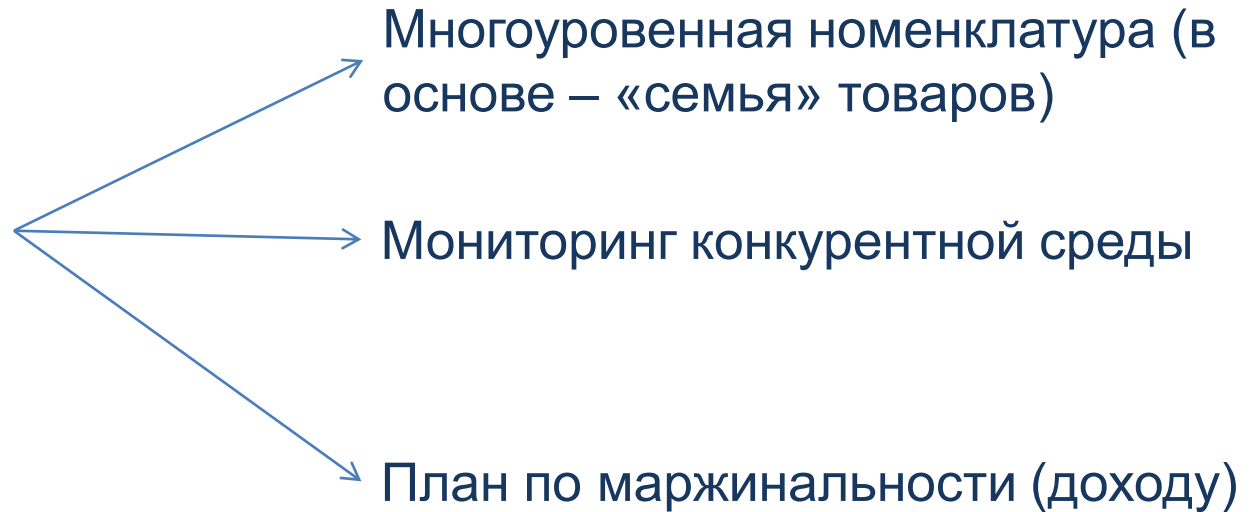 Многоуровенная номенклатура (в
основе – «семья» товаров)
Мониторинг конкурентной среды
План по маржинальности (доходу)